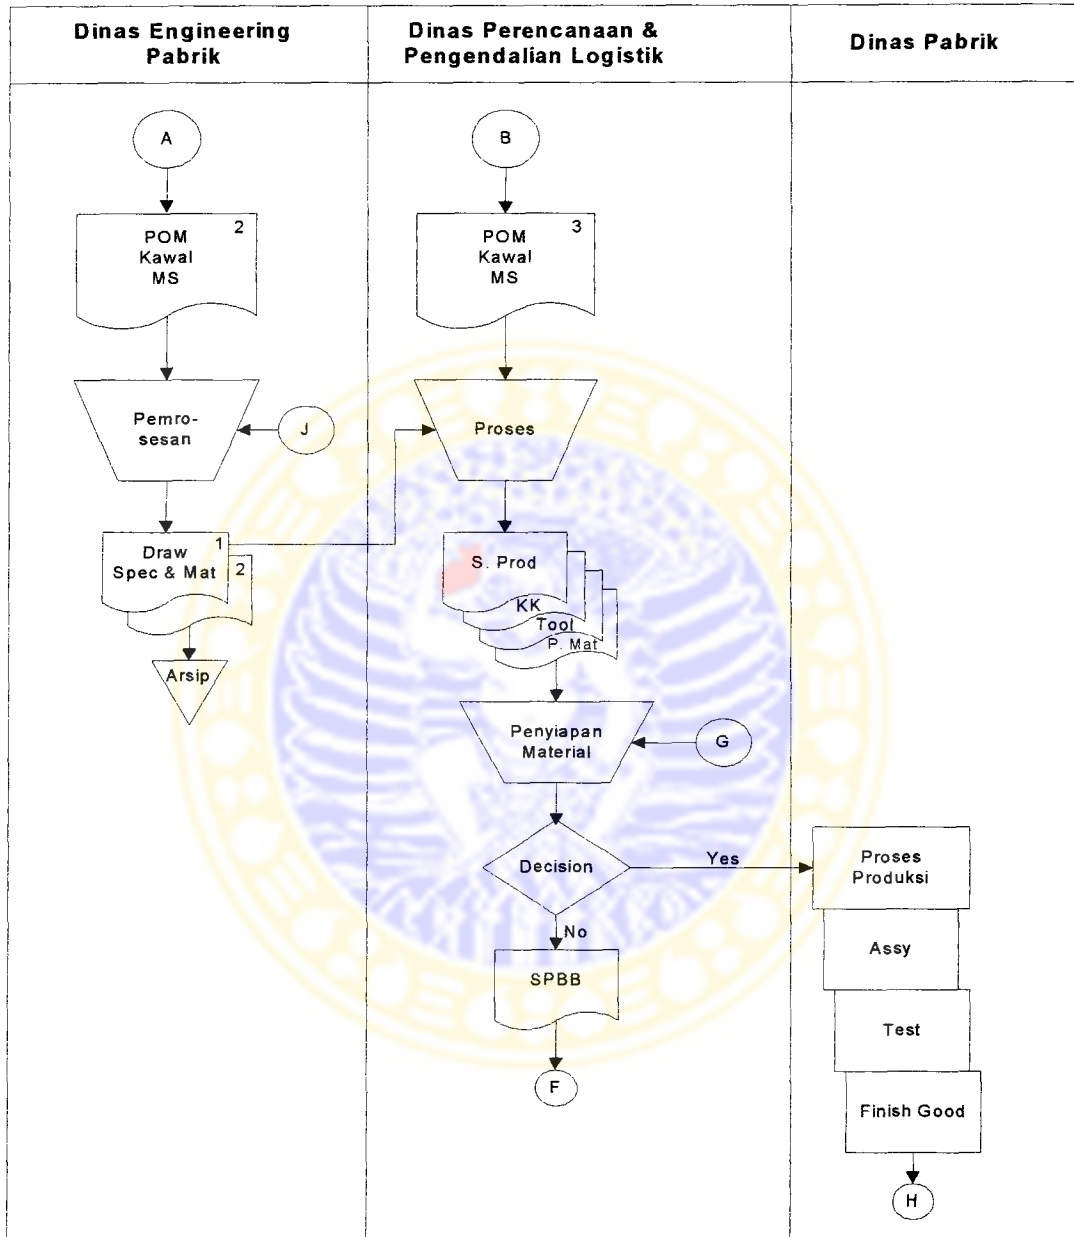 Dinas Engineering
Pabrik
Dinas Perencanaan &
Pengendalian Logistik
Dinas Pabrik
A
2
POM
Kawal
MS
Pemro-
sesan
J
1
Draw
Spec & Mat
2
Arsip
B
3
POM
Kawal
MS
Proses
S. Prod
KK
Tool
P. Mat
Penyiapan
Material
G
Decision
Yes
No
SPBB
F
Proses
Produksi
Assy
Test
Finish Good
H